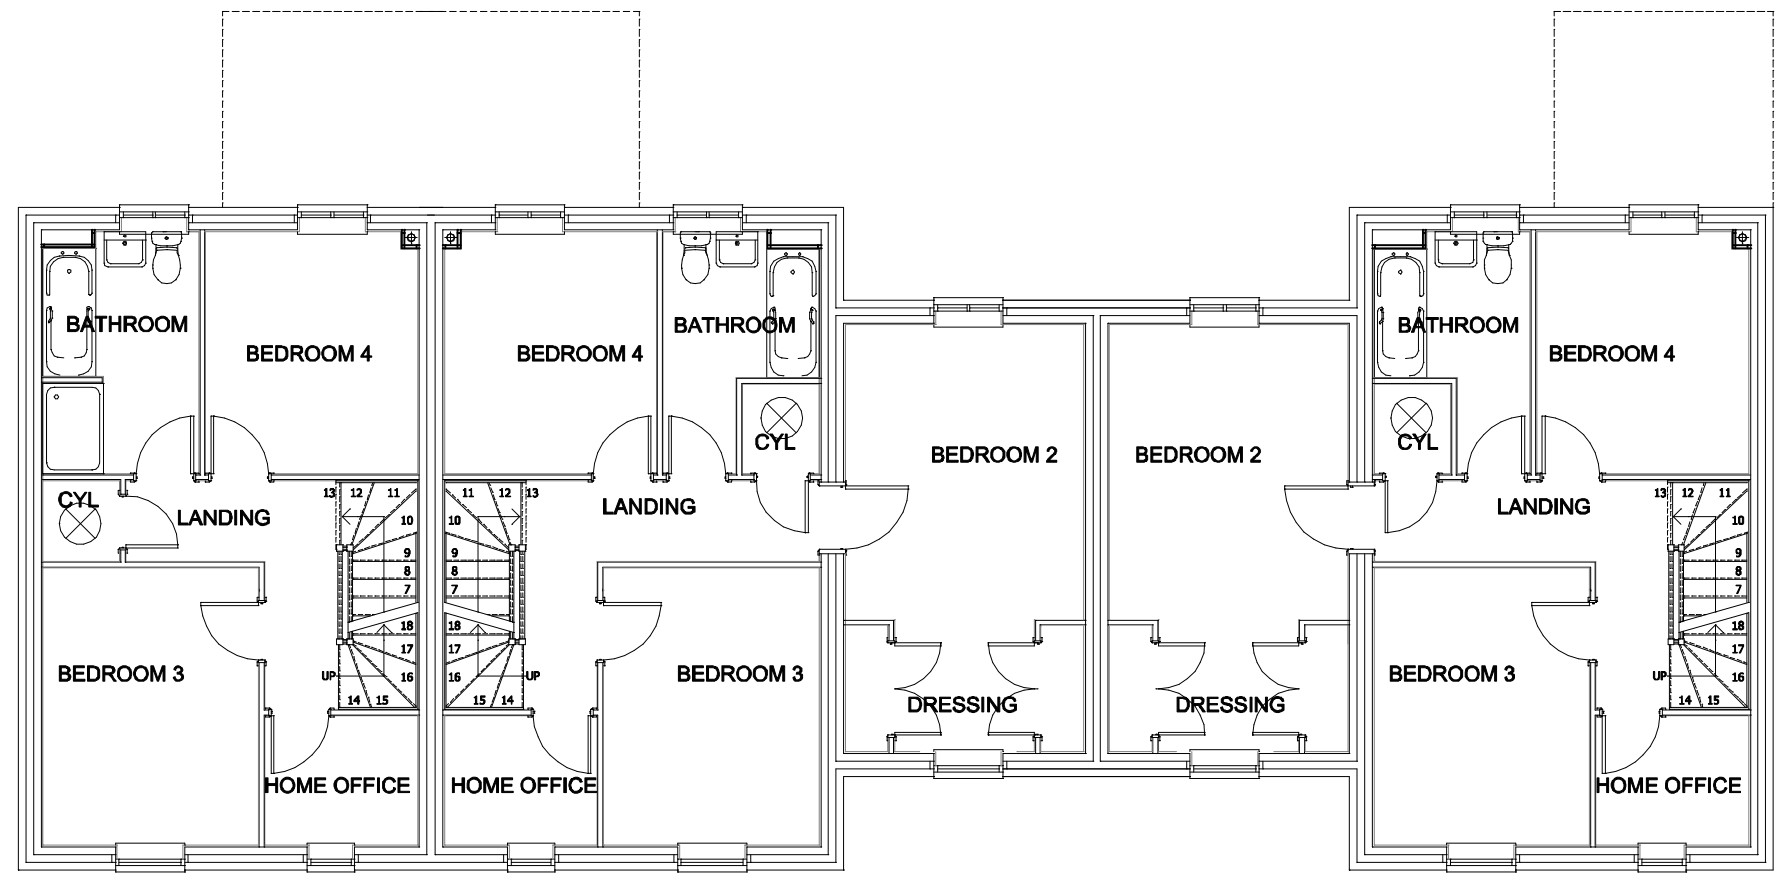 BATHROOM
BEDROOM 4
BEDROOM 4
BATHROOM
BATHROOM
BEDROOM 4
CYL
CYL
BEDROOM 2
BEDROOM 2
CYL
LANDING
LANDING
LANDING
13 12 11
10
9
8
7
18
17
16
UP
14 15
11 12 13
10
9
8
7
18
17
16
UP
15 14
13 12 11
10
9
8
7
18
17
16
UP
14 15
BEDROOM 3
BEDROOM 3
DRESSING
DRESSING
BEDROOM 3
HOME OFFICE
HOME OFFICE
HOME OFFICE